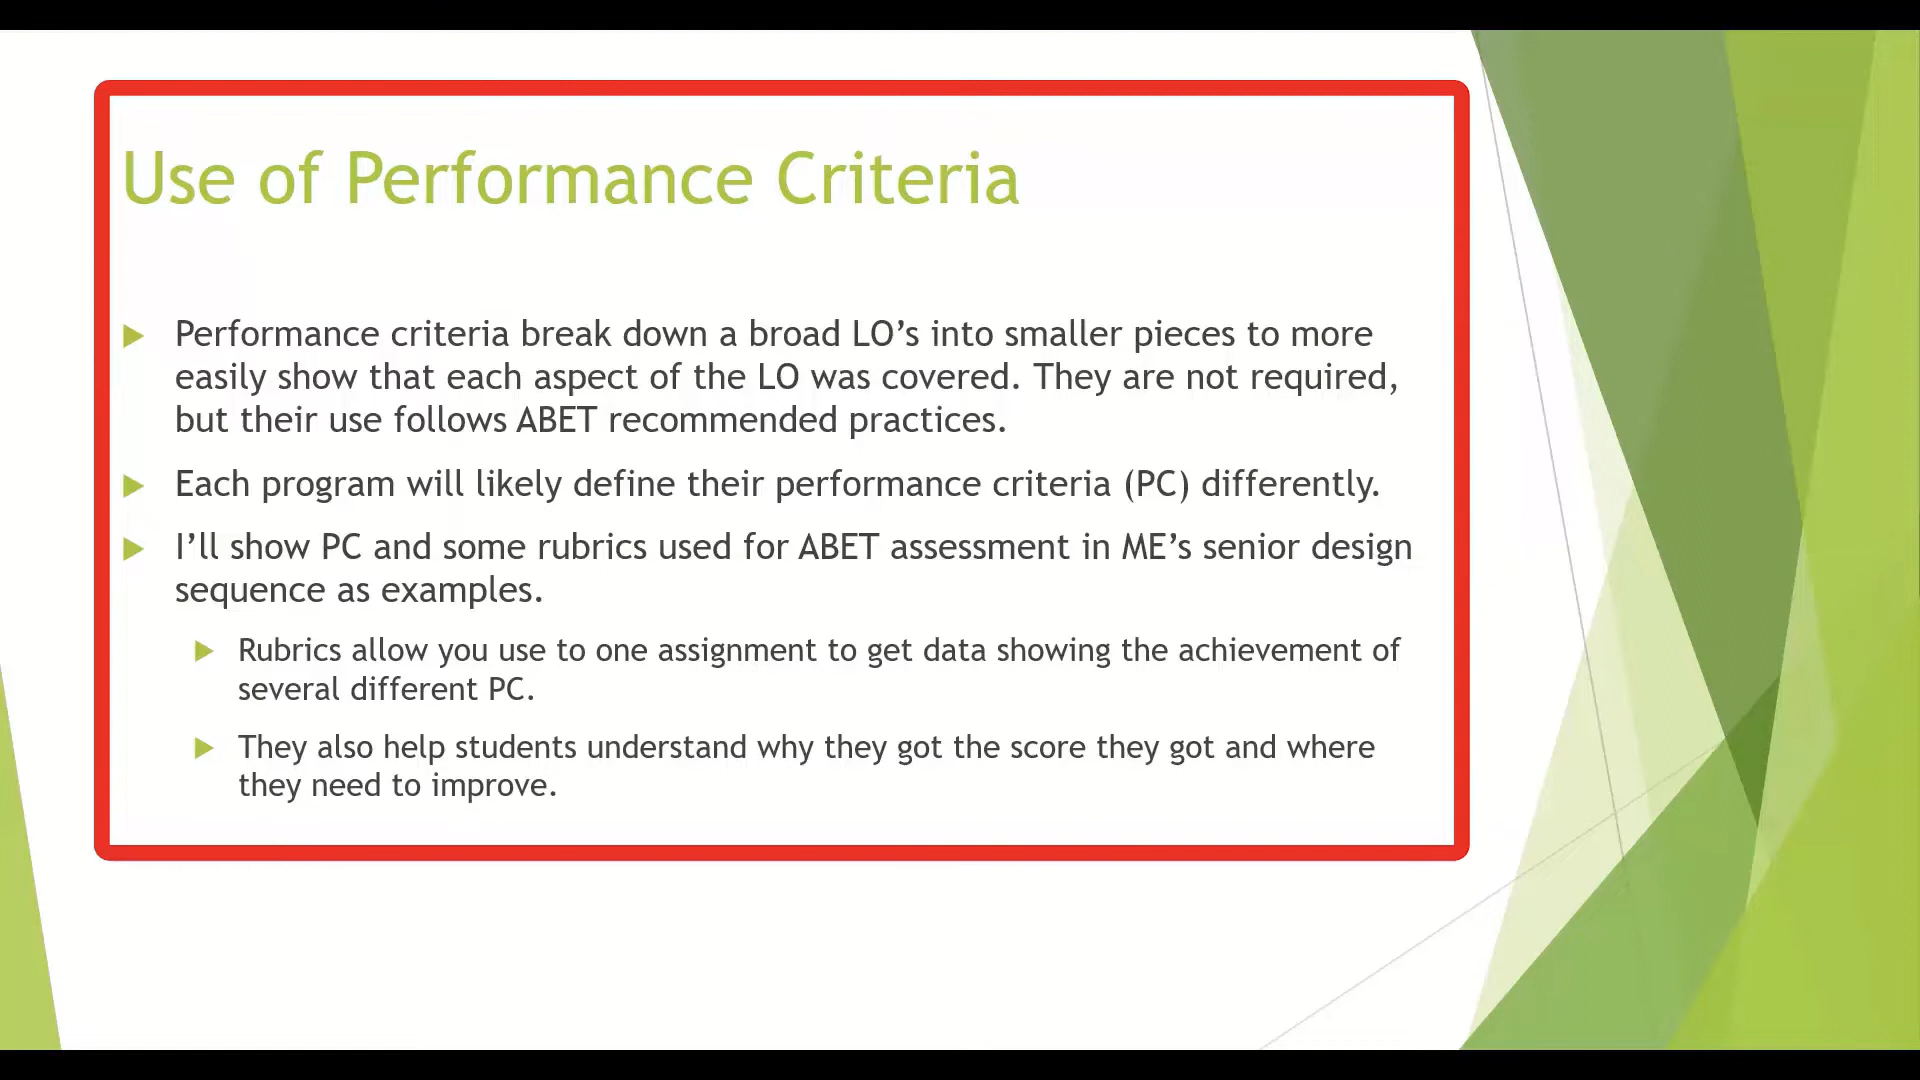 Use of Performance Criteria
Performance criteria break down a broad LO’s into smaller pieces to more
easily show that each aspect of the LO was covered. They are not required,
but their use follows ABET recommended practices.
Each program will likely define their performance criteria (PC) differently.
I’ll show PC and some rubrics used for ABET assessment in ME’s senior design
sequence as examples.
Rubrics allow you use to one assignment to get data showing the achievement of
several different PC.
They also help students understand why they got the score they got and where
they need to improve.